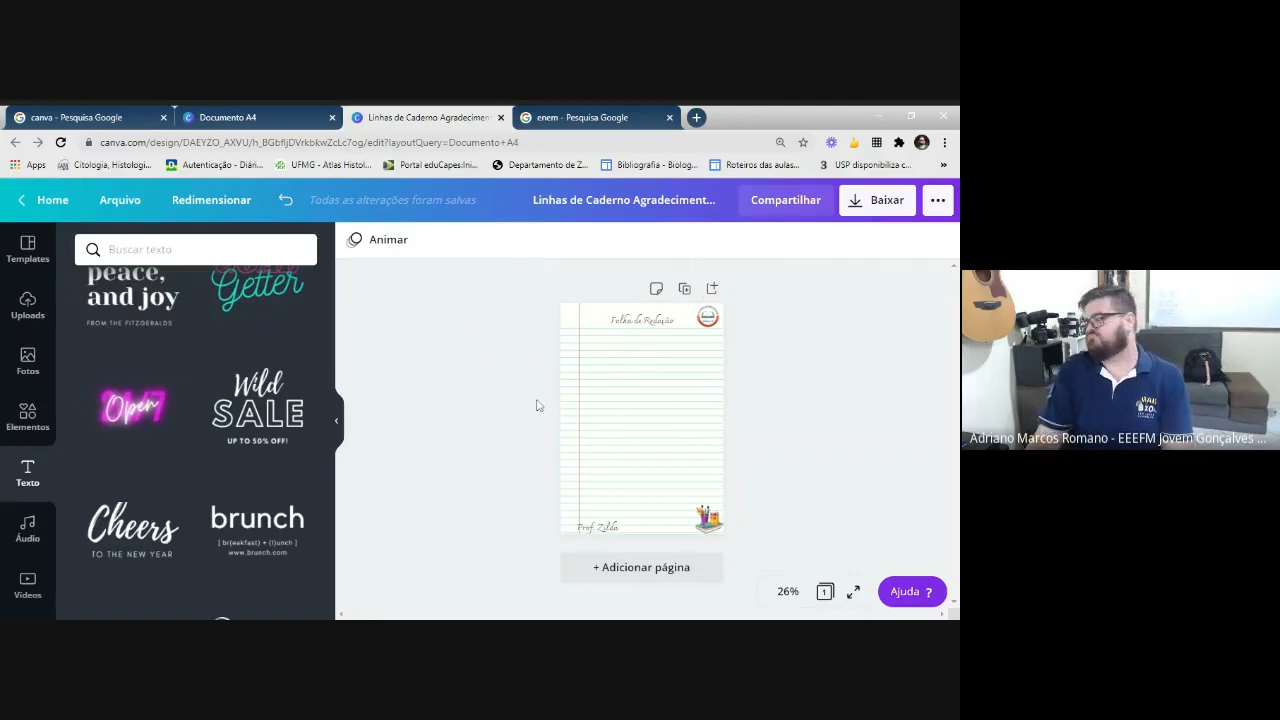 canva - Pesquisa Google
Documento A4
Linhas de Caderno Agradecimen
enem - Pesquisa Google
canva.com/design/DAEYZO_AXVU/h_BGbfIjDVrkbkwZcLc7og/edit?layoutQuery=Documento+A4
Apps
Citologia, Histologi...
Autenticação - Diári...
UFMG - Atlas Histol...
Portal eduCapes:Ini...
Departamento de Z...
Bibliografia - Biolog...
Roteiros das aulas...
3 USP disponibiliza c...
»
Home
Arquivo
Redimensionar
Todas as alterações foram salvas
Linhas de Caderno Agradeciment...
Compartilhar
Baixar
Templates
Uploads
Fotos
Elementos
Texto
Áudio
Vídeos
Buscar texto
peace,
and joy
FROM THE FITZGERALDS
Getter
Open
Wild
SALE
UP TO 50% OFF!
Cheers
TO THE NEW YEAR
brunch
[ br(eakfast) + (l)unch ]
www.brunch.com
Animar
Folha de Redação
Prof. Zilda
+ Adicionar página
26%
1
Ajuda ?
MAIS
BIO
Adriano Marcos Romano - EEEFM Jovem Gonçalves ...